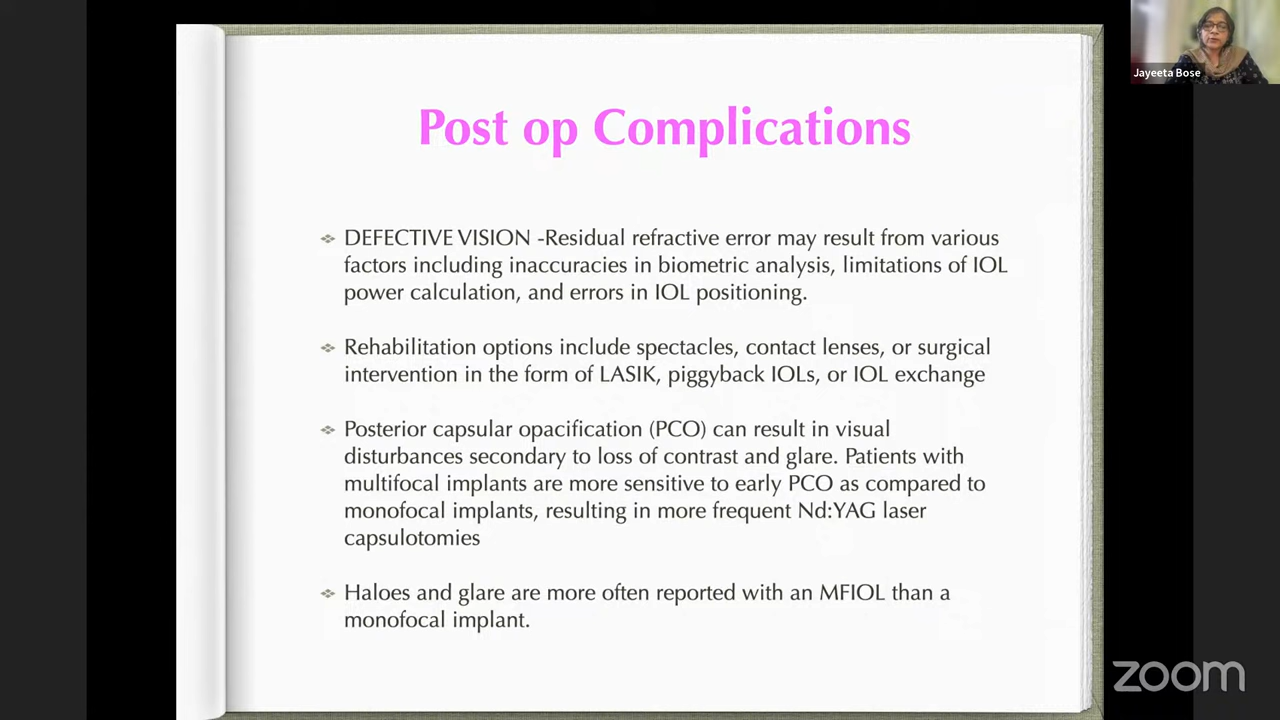 Jayeeta Bose
Post op Complications
DEFECTIVE VISION -Residual refractive error may result from various
factors including inaccuracies in biometric analysis, limitations of IOL
power calculation, and errors in IOL positioning.
Rehabilitation options include spectacles, contact lenses, or surgical
intervention in the form of LASIK, piggyback IOLs, or IOL exchange
Posterior capsular opacification (PCO) can result in visual
disturbances secondary to loss of contrast and glare. Patients with
multifocal implants are more sensitive to early PCO as compared to
monofocal implants, resulting in more frequent Nd:YAG laser
capsulotomies
Haloes and glare are more often reported with an MFIOL than a
monofocal implant.
zoom